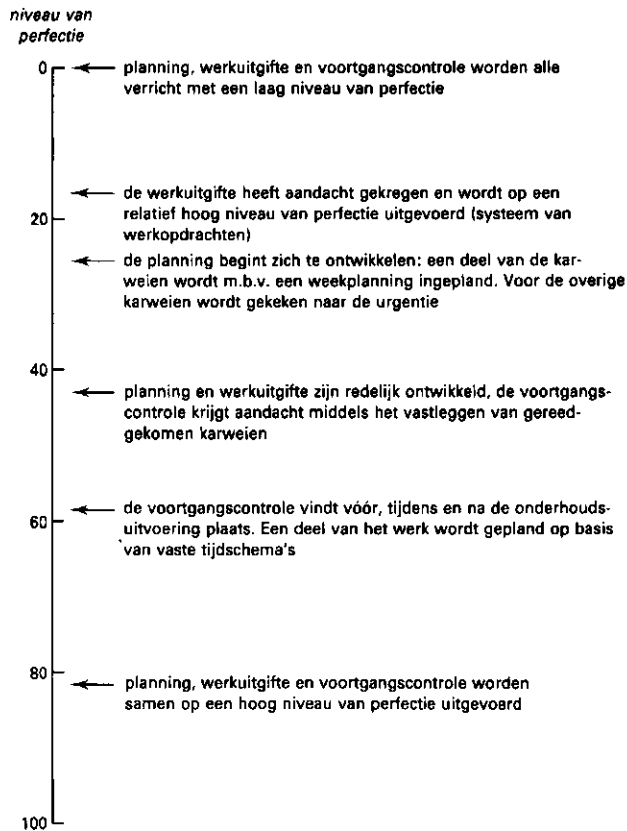 niveau van
perfectie
0
planning, werkuitgifte en voortgangscontrole worden alle
verricht met een laag niveau van perfectie
de werkuitgifte heeft aandacht gekregen en wordt op een
20
relatief hoog niveau van perfectie uitgevoerd (systeem van
werkopdrachten)
de planning begint zich te ontwikkelen: een deel van de kar-
weien wordt m.b.v. een weekplanning ingepland. Voor de overige
karweien wordt gekeken naar de urgentie
40
planning en werkuitgifte zijn redelijk ontwikkeld, de voortgangs-
controle krijgt aandacht middels het vastleggen van gereed-
gekomen karweien
de voortgangscontrole vindt vóór, tijdens en na de onderhouds-
60
uitvoering plaats. Een deel van het werk wordt gepland op basis
van vaste tijdschema's
80
planning, werkuitgifte en voortgangscontrole worden
samen op een hoog niveau van perfectie uitgevoerd
100